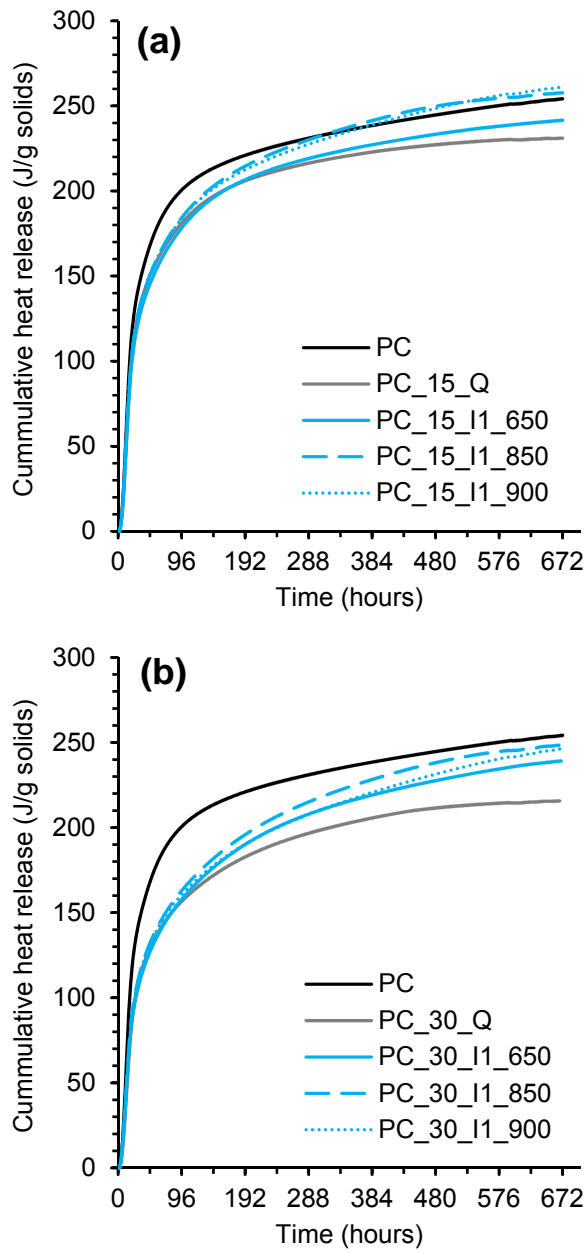 (a)
Cummulative heat release (J/g solids)
300
250
200
150
100
50
0
PC
PC_15_Q
PC_15_I1_650
PC_15_I1_850
PC_15_I1_900
0 96 192 288 384 480 576 672
Time (hours)
(b)
Cummulative heat release (J/g solids)
300
250
200
150
100
50
0
PC
PC_30_Q
PC_30_I1_650
PC_30_I1_850
PC_30_I1_900
0 96 192 288 384 480 576 672
Time (hours)